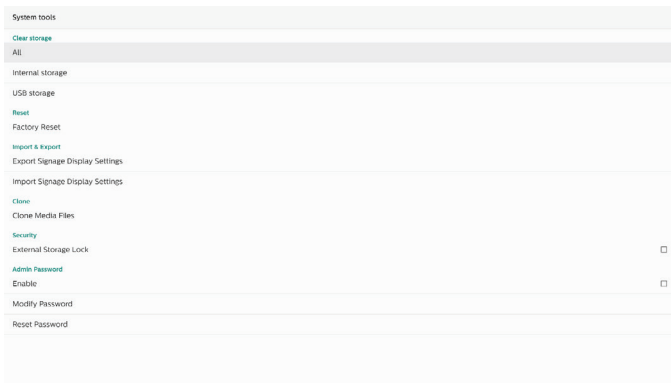 System tools
Clear storage
All
Internal storage
USB storage
Reset
Factory Reset
Import & Export
Export Signage Display Settings
Import Signage Display Settings
Clone
Clone Media Files
Security
External Storage Lock
Admin Password
Enable
Modify Password
Reset Password